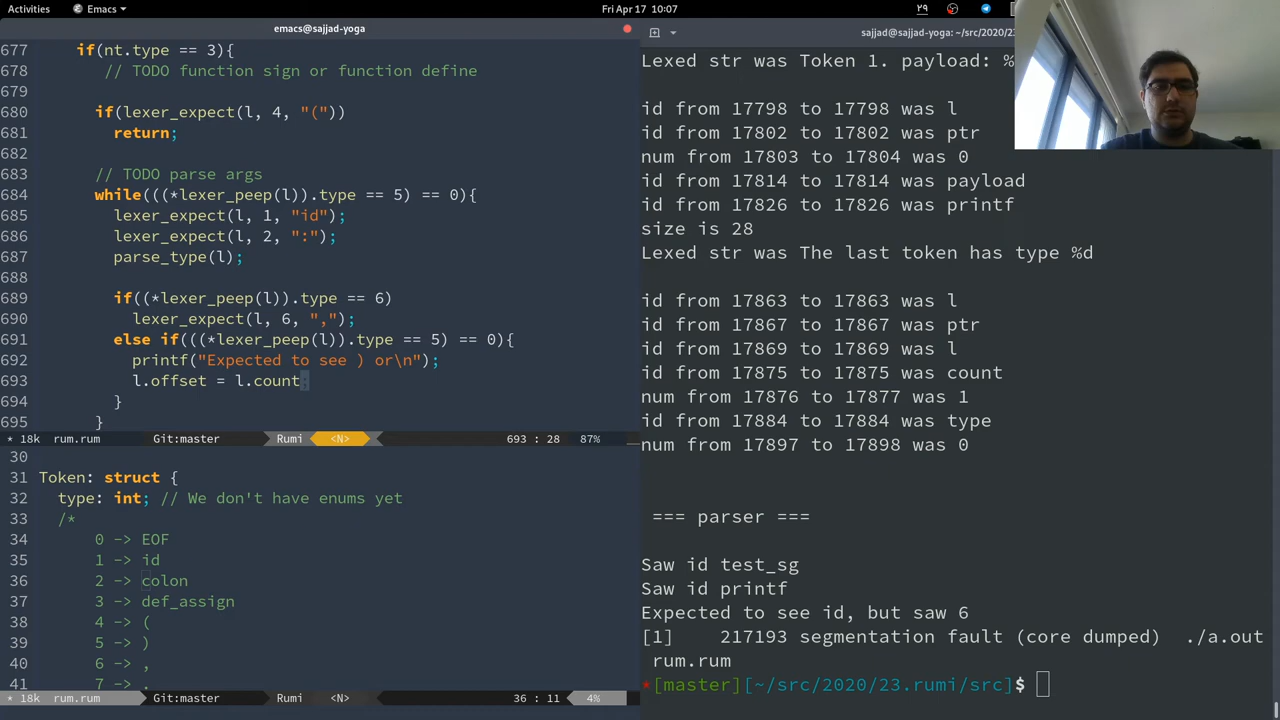 Activities Emacs Fri Apr 17 10:07 ۲۹
emacs@sajjad-yoga
677 if(nt.type == 3){
678 // TODO function sign or function define
679
680 if(lexer_expect(l, 4, "("))
681 return;
682
683 // TODO parse args
684 while(((*lexer_peep(l)).type == 5) == 0){
685 lexer_expect(l, 1, "id");
686 lexer_expect(l, 2, ":");
687 parse_type(l);
688
689 if((*lexer_peep(l)).type == 6)
690 lexer_expect(l, 6, ",");
691 else if(((*lexer_peep(l)).type == 5) == 0){
692 printf("Expected to see ) or\n");
693 l.offset = l.count;
694 }
695 }
* 18k rum.rum Git:master Rumi <N> 693 : 28 87%
30
31 Token: struct {
32 type: int; // We don't have enums yet
33 /*
34 0 -> EOF
35 1 -> id
36 2 -> colon
37 3 -> def_assign
38 4 -> (
39 5 -> )
40 6 -> ,
41 7 -> .
* 18k rum.rum Git:master Rumi <N> 36 : 11 4%
sajjad@sajjad-yoga: ~/src/2020/23.
Lexed str was Token 1. payload: %
id from 17798 to 17798 was l
id from 17802 to 17802 was ptr
num from 17803 to 17804 was 0
id from 17814 to 17814 was payload
id from 17826 to 17826 was printf
size is 28
Lexed str was The last token has type %d
id from 17863 to 17863 was l
id from 17867 to 17867 was ptr
id from 17869 to 17869 was l
id from 17875 to 17875 was count
num from 17876 to 17877 was 1
id from 17884 to 17884 was type
num from 17897 to 17898 was 0
=== parser ===
Saw id test_sg
Saw id printf
Expected to see id, but saw 6
[1] 217193 segmentation fault (core dumped) ./a.out
rum.rum
*[master][~/src/2020/23.rumi/src]$